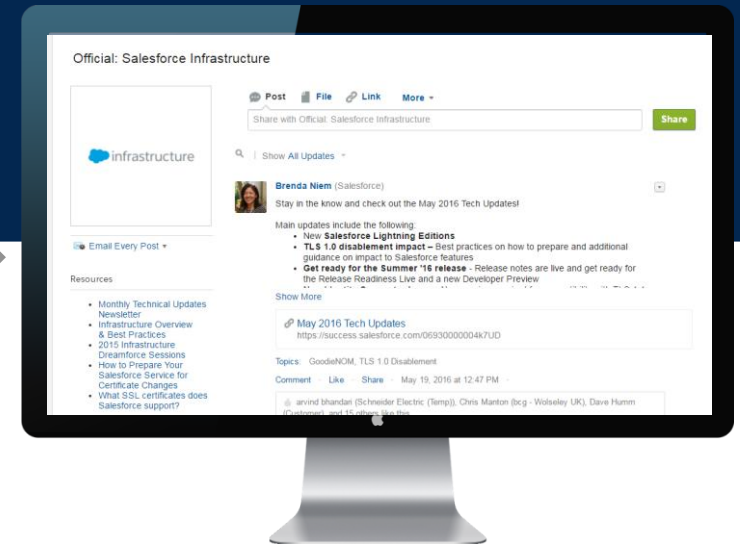 Official: Salesforce Infrastructure
infrastructure
Email Every Post
Resources
Monthly Technical Updates
Newsletter
Infrastructure Overview
& Best Practices
2015 Infrastructure
Dreamforce Sessions
How to Prepare Your
Salesforce Service for
Certificate Changes
What SSL certificates does
Salesforce support?
Post File Link More
Share with Official: Salesforce Infrastructure
Share
Show All Updates
Brenda Niem (Salesforce)
Stay in the know and check out the May 2016 Tech Updates!
Main updates include the following:
New Salesforce Lightning Editions
TLS 1.0 disablement impact – Best practices on how to prepare and additional
guidance on impact to Salesforce features
Get ready for the Summer '16 release - Release notes are live and get ready for
the Release Readiness Live and a new Developer Preview
Show More
May 2016 Tech Updates
https://success.salesforce.com/06930000004k7UD
Topics: GoodieNOM, TLS 1.0 Disablement
Comment · Like · Share · May 19, 2016 at 12:47 PM ·
arvind bhandari (Schneider Electric (Temp)), Chris Manton (bcg - Wolseley UK), Dave Humm
(Customer), and 15 others like this.